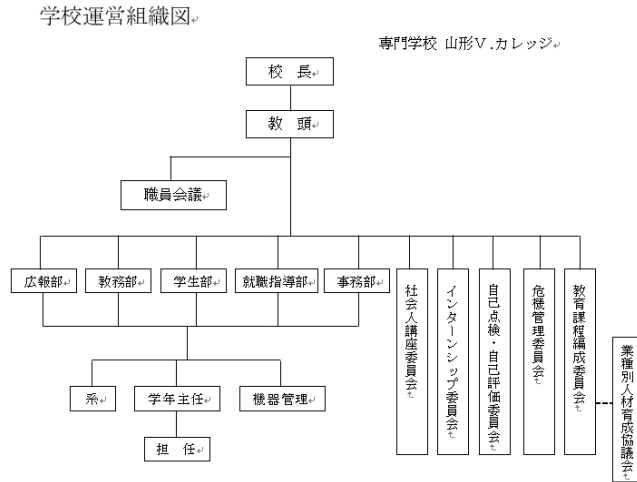 学校運営組織図
専門学校 山形V.カレッジ
校 長
教 頭
職員会議
広報部
教務部
学生部
就職指導部
事務部
社会人講座委員会
インターンシップ委員会
自己点検・自己評価委員会
危機管理委員会
教育課程編成委員会
業種別人材育成協議会
系
学年主任
機器管理
担 任